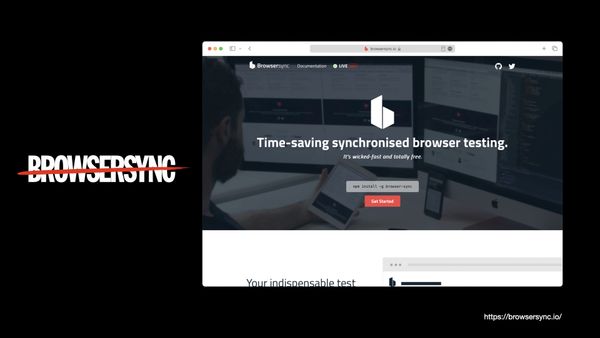 BROWSERSYNC
browsersync.io
Browsersync
Documentation
LIVE
Time-saving synchronised browser testing.
It's wicked-fast and totally free.
npm install -g browser-sync
Get Started
Your indispensable test
https://browsersync.io/